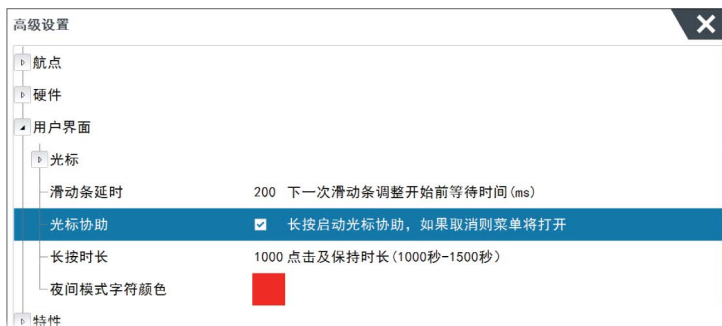 高级设置
航点
硬件
用户界面
光标
滑动条延时 200 下一次滑动条调整开始前等待时间(ms)
光标协助 长按启动光标协助，如果取消则菜单将打开
长按时长 1000 点击及保持时长(1000秒-1500秒)
夜间模式字符颜色
特性